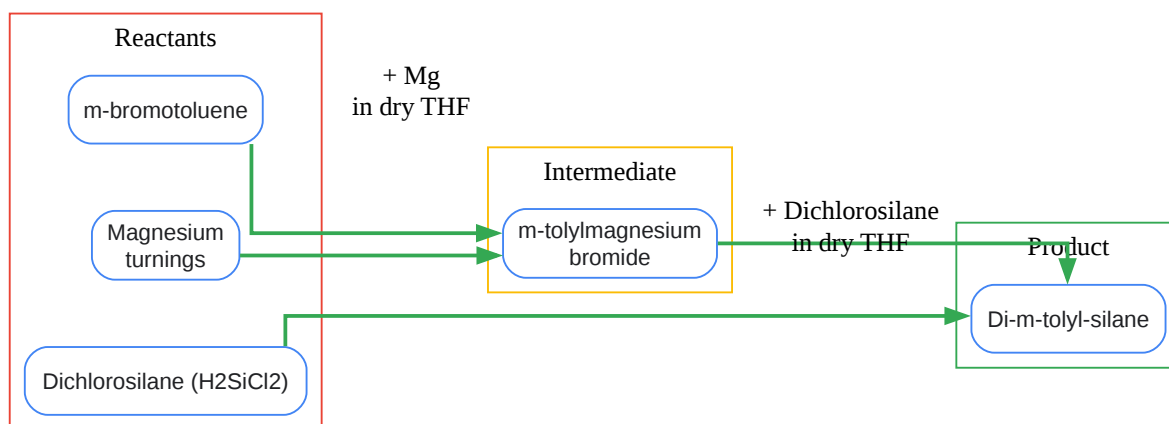 Reactants
m-bromotoluene
+ Mg
in dry THF
Magnesium
turnings
Dichlorosilane (H2SiCl2)
Intermediate
m-tolylmagnesium
bromide
+ Dichlorosilane
in dry THF
Product
Di-m-tolyl-silane